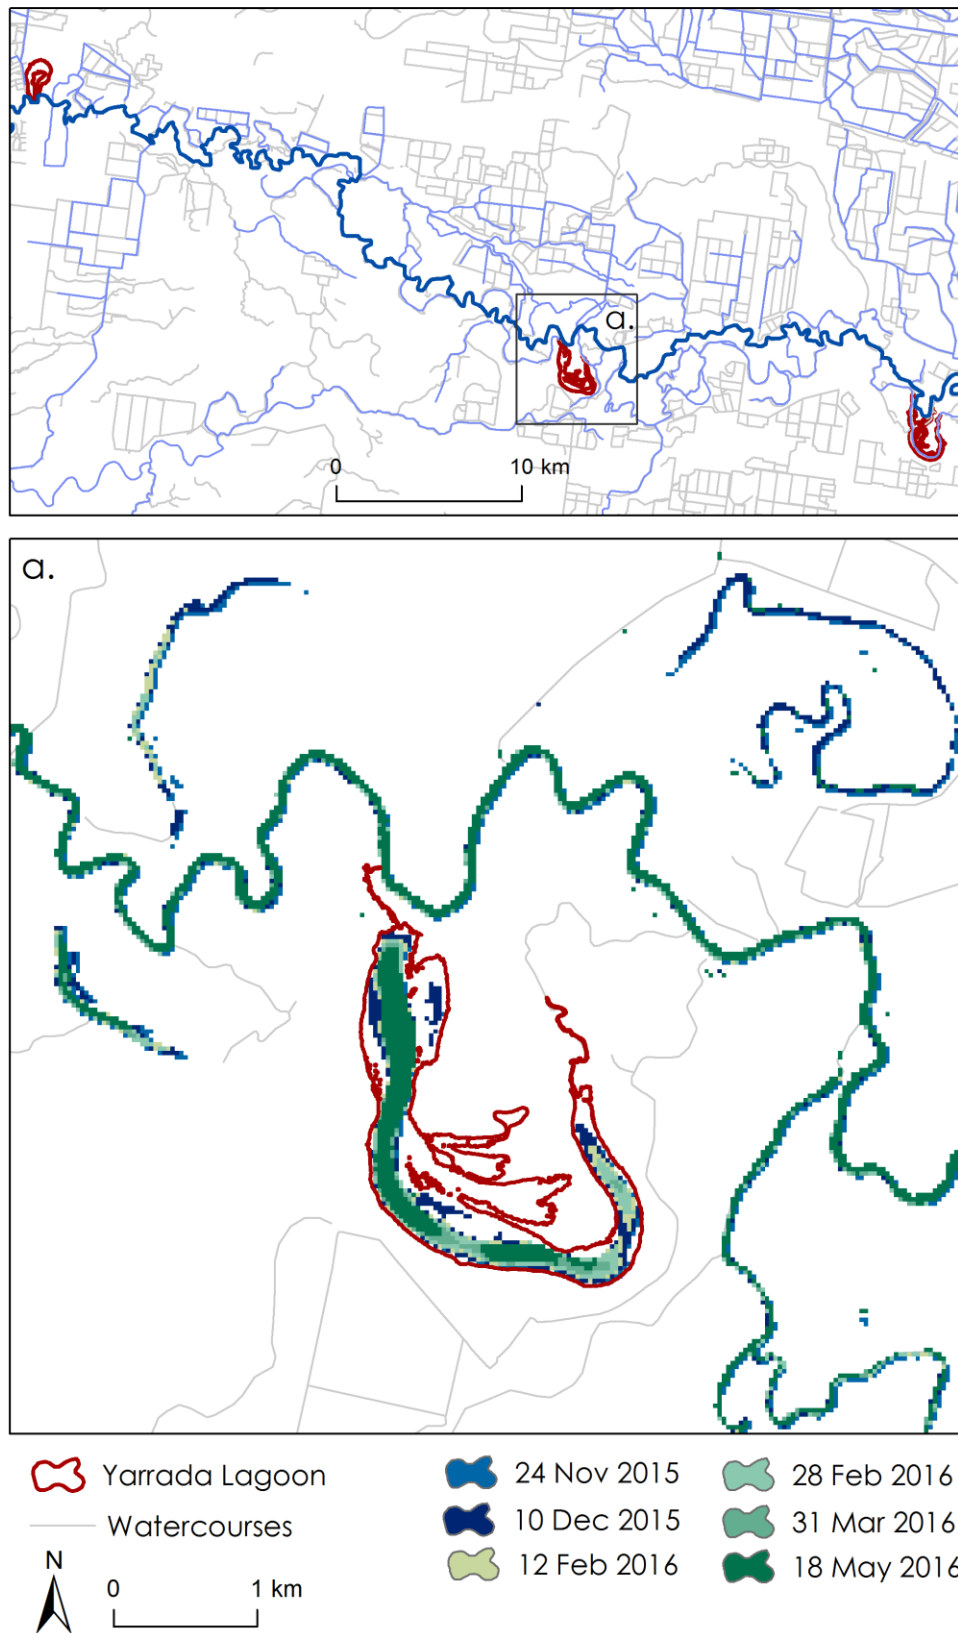 a.
0 10 km
a.
Yarrada Lagoon
Watercourses
24 Nov 2015
10 Dec 2015
12 Feb 2016
28 Feb 2016
31 Mar 2016
18 May 2016
N
0 1 km